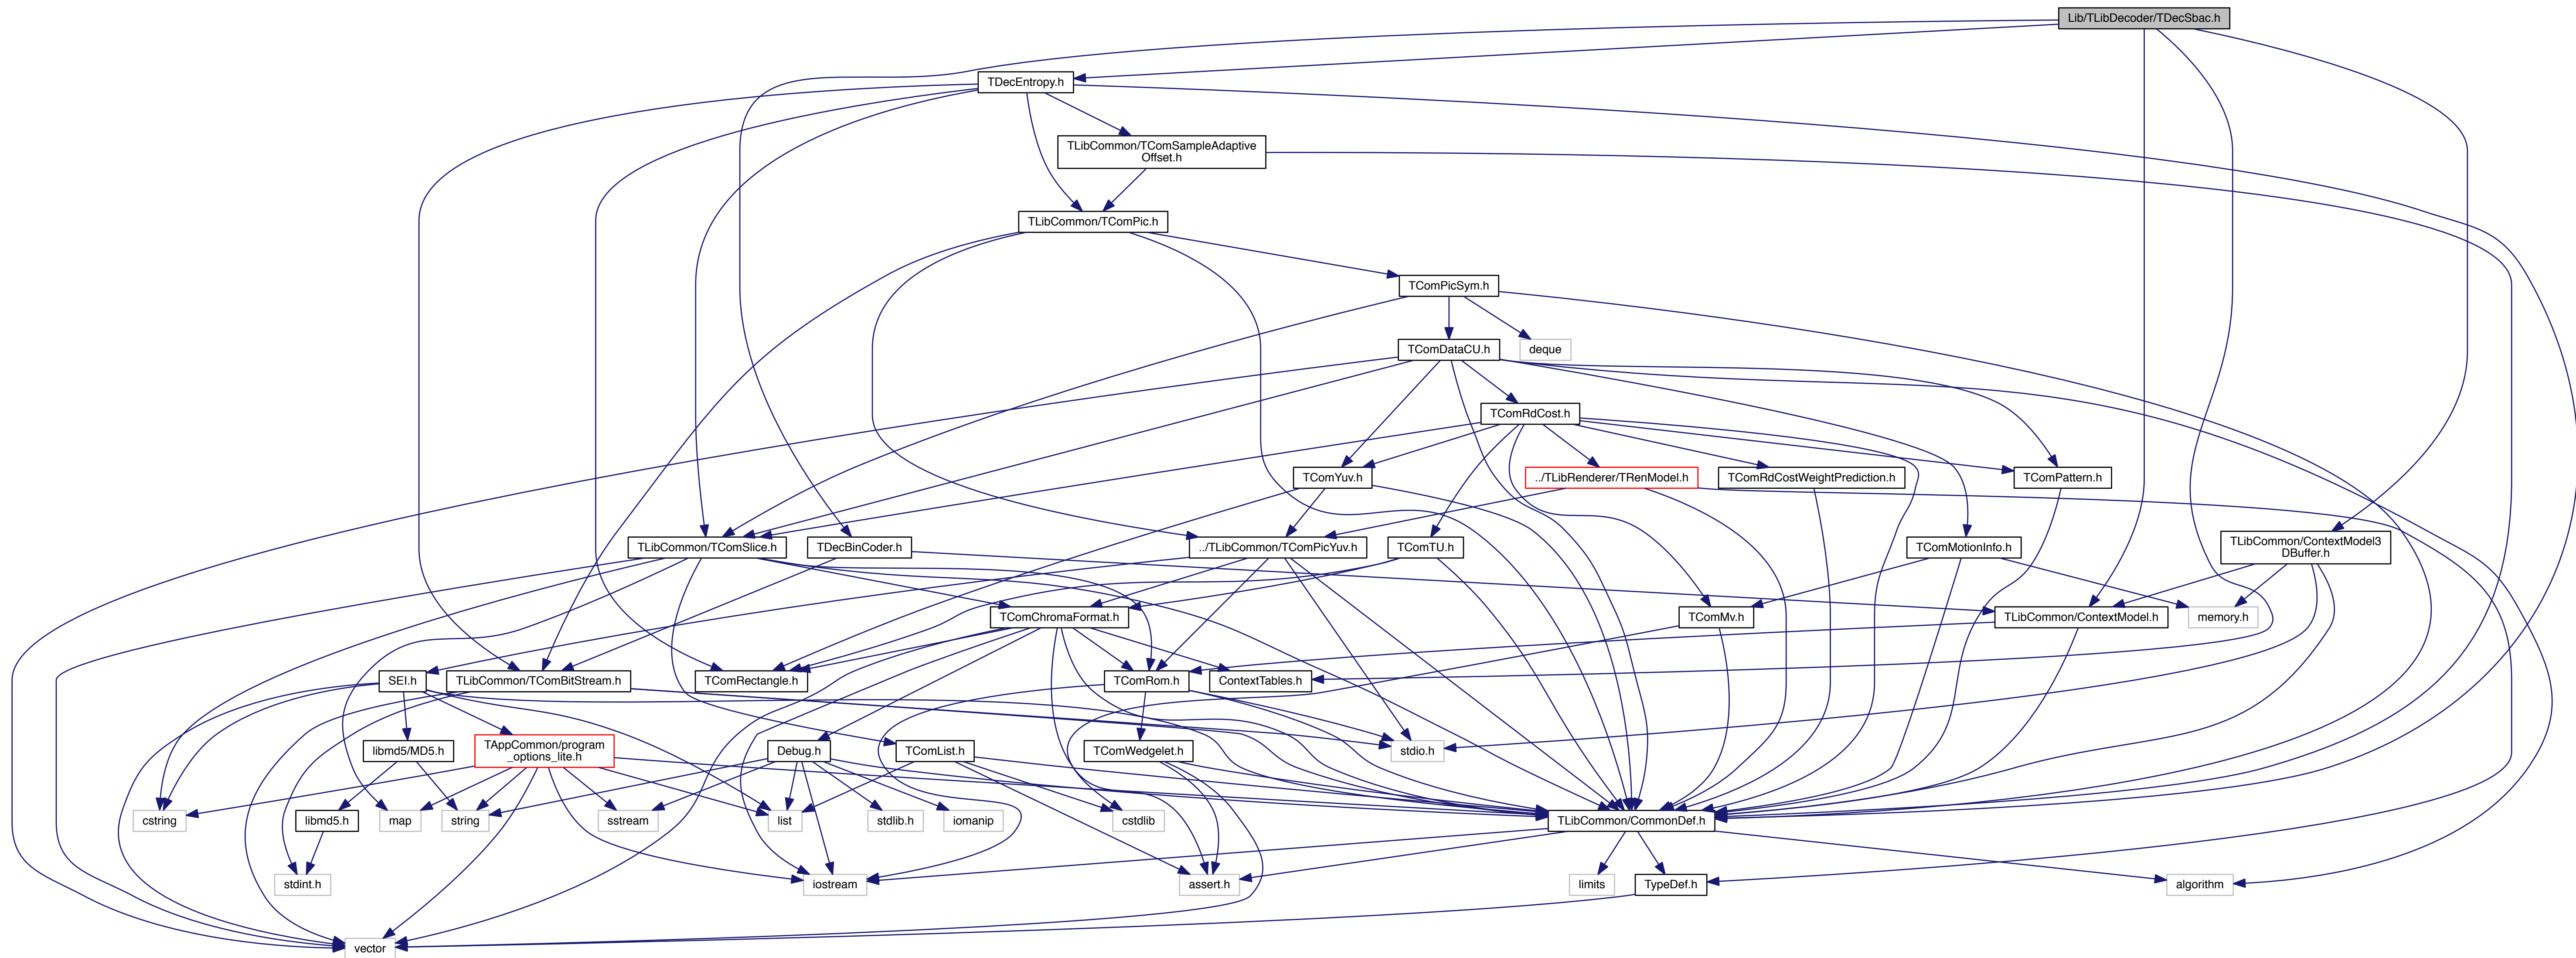 Lib/TLibDecoder/TDecSbac.h
TDecEntropy.h
TLibCommon/TComSampleAdaptive
Offset.h
TLibCommon/TComPic.h
TComPicSym.h
TComDataCU.h
deque
TComRdCost.h
TComYuv.h
../TLibRenderer/TRenModel.h
TComRdCostWeightPrediction.h
TComPattern.h
TLibCommon/TComSlice.h
TDecBinCoder.h
../TLibCommon/TComPicYuv.h
TComTU.h
TComMotionInfo.h
TLibCommon/ContextModel3
DBuffer.h
TComChromaFormat.h
TComMv.h
TLibCommon/ContextModel.h
memory.h
SEI.h
TLibCommon/TComBitStream.h
TComRectangle.h
TComRom.h
ContextTables.h
libmd5/MD5.h
TAppCommon/program
_options_lite.h
Debug.h
TComList.h
TComWedgelet.h
stdio.h
cstring
libmd5.h
map
string
sstream
list
stdlib.h
iomanip
cstdlib
TLibCommon/CommonDef.h
stdint.h
iostream
assert.h
limits
TypeDef.h
algorithm
vector